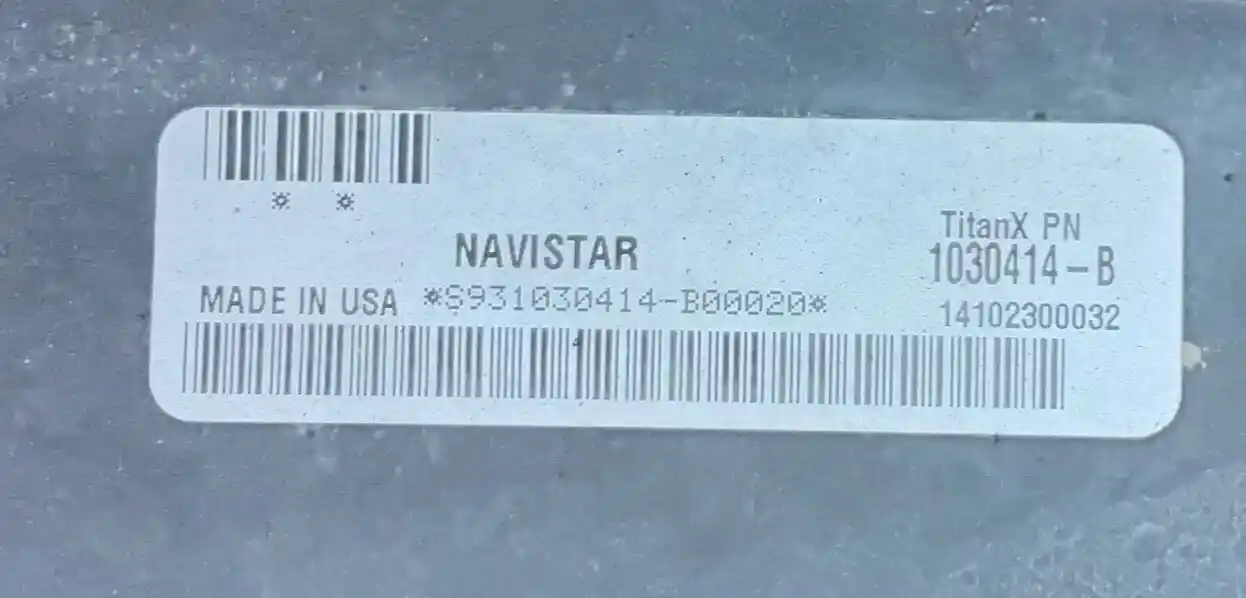 * *
NAVISTAR
TitanX PN
1030414-B
MADE IN USA *S931030414-B00020*
14102300032